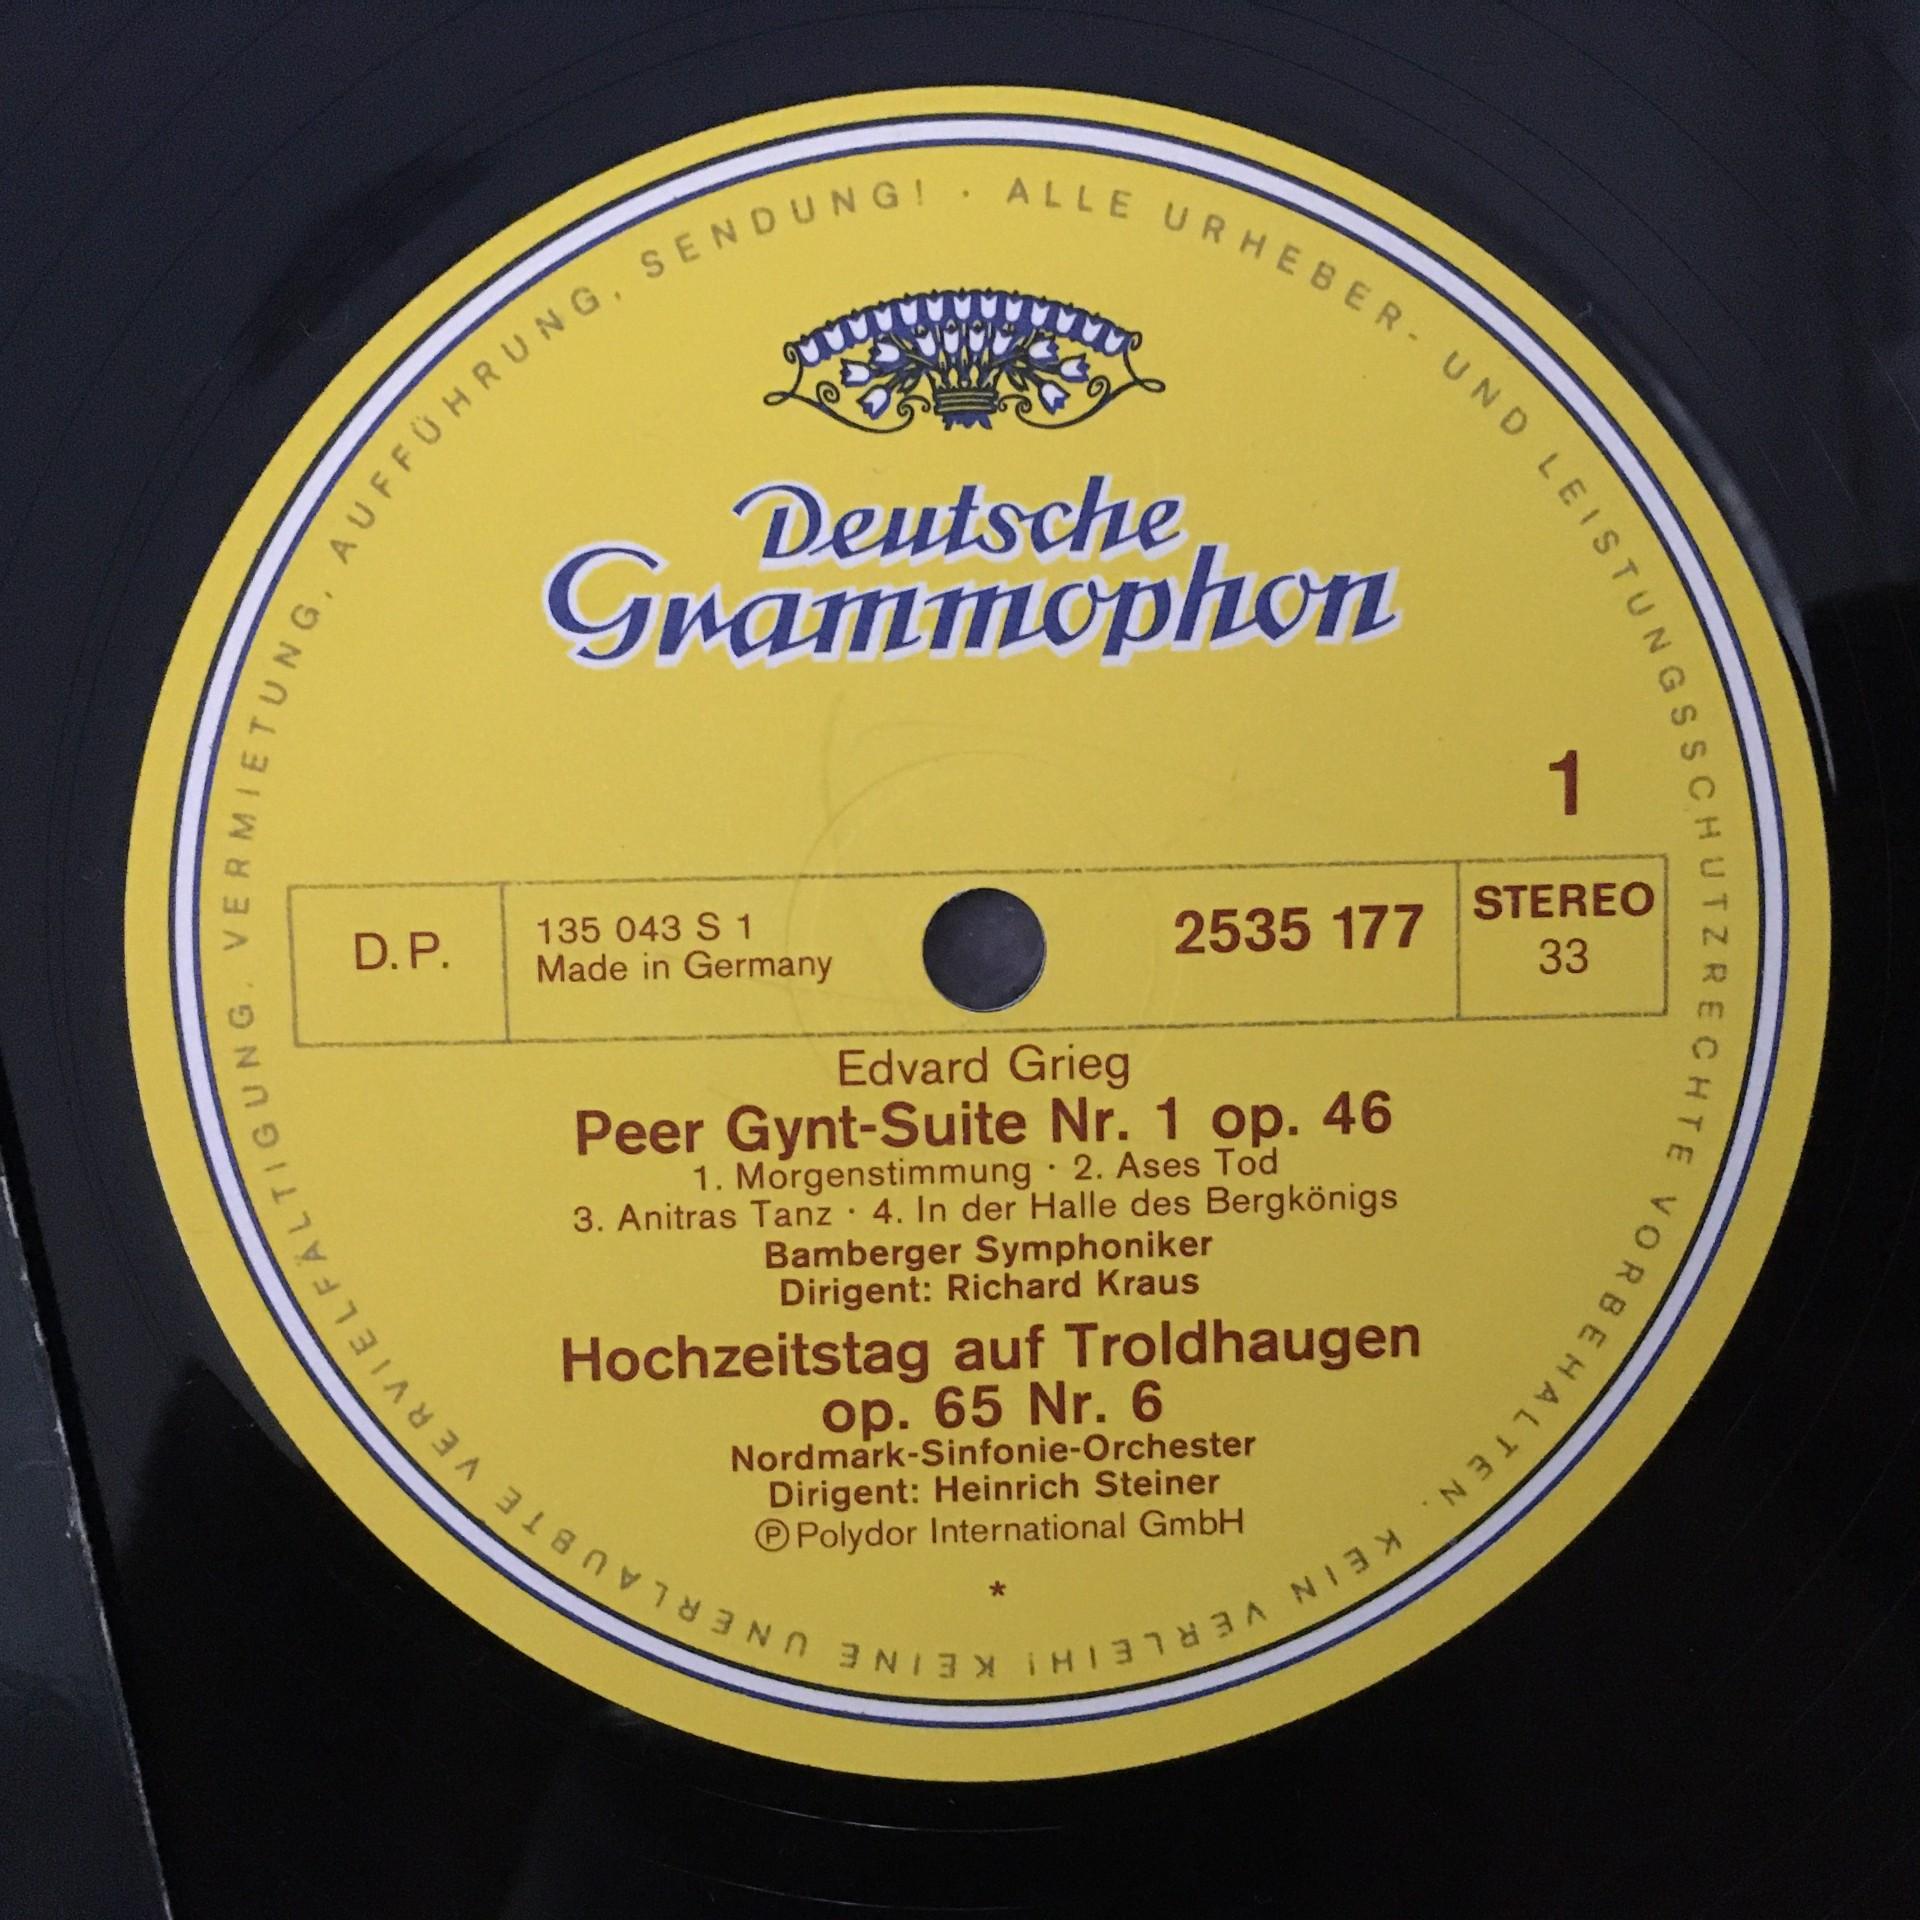 ALLE URHEBER- UND LEISTUNGSSCHUTZRECHTE VORBEHALTEN. KEIN VERLEIH! KEINE UNERLAUBTE VERVIELFÄLTIGUNG, VERMIETUNG, AUFFÜHRUNG, SENDUNG! ·
Deutsche
Grammophon
1
D.P.
135 043 S 1
Made in Germany
2535 177
STEREO
33
Edvard Grieg
Peer Gynt-Suite Nr. 1 op. 46
1. Morgenstimmung · 2. Ases Tod
3. Anitras Tanz · 4. In der Halle des Bergkönigs
Bamberger Symphoniker
Dirigent: Richard Kraus
Hochzeitstag auf Troldhaugen
op. 65 Nr. 6
Nordmark-Sinfonie-Orchester
Dirigent: Heinrich Steiner
Ⓟ Polydor International GmbH
*